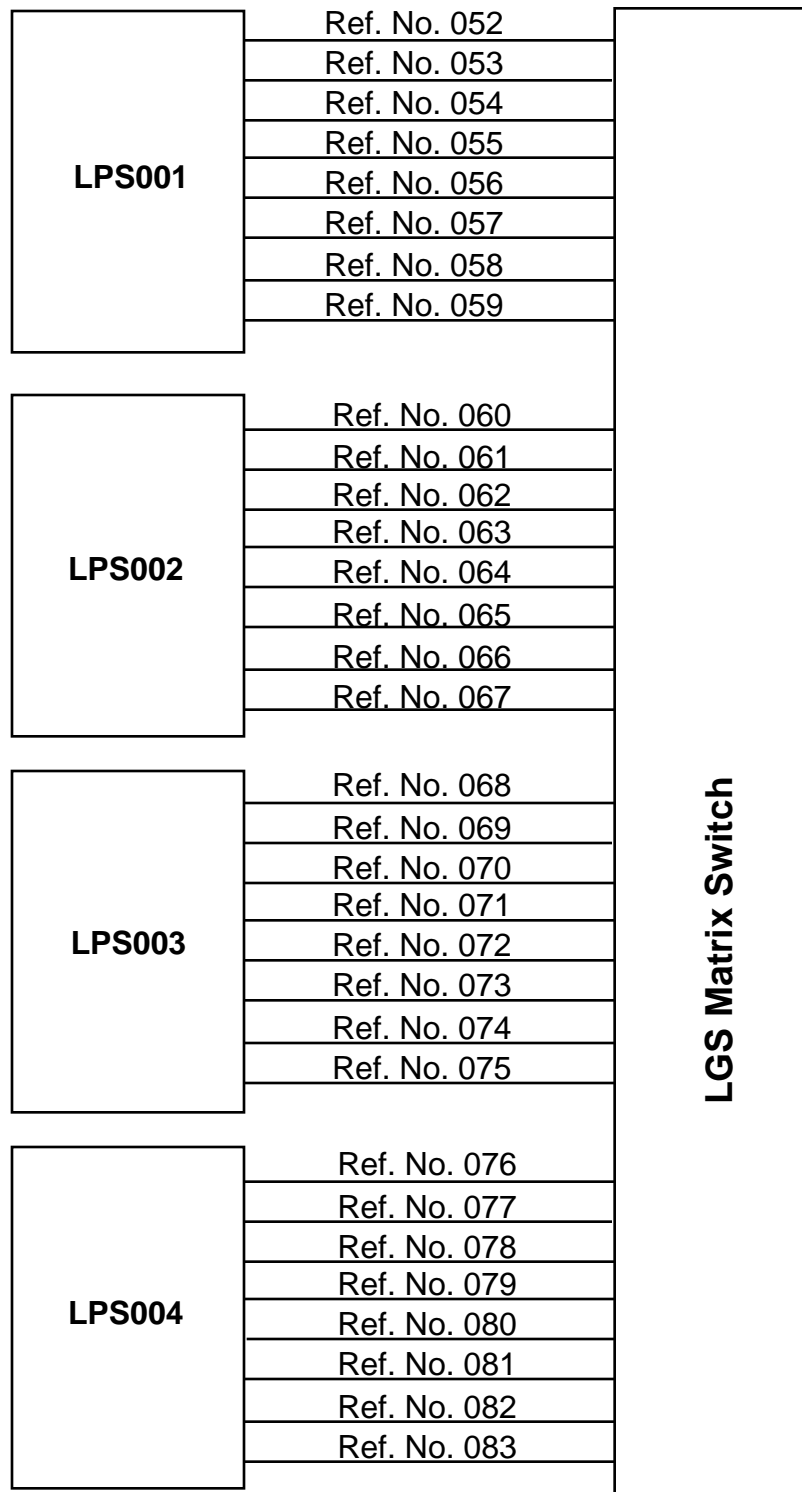 Ref. No. 052
Ref. No. 053
Ref. No. 054
Ref. No. 055
LPS001
Ref. No. 056
Ref. No. 057
Ref. No. 058
Ref. No. 059
Ref. No. 060
Ref. No. 061
Ref. No. 062
Ref. No. 063
LPS002
Ref. No. 064
Ref. No. 065
Ref. No. 066
Ref. No. 067
Ref. No. 068
Ref. No. 069
Ref. No. 070
Ref. No. 071
LPS003
Ref. No. 072
Ref. No. 073
Ref. No. 074
Ref. No. 075
Ref. No. 076
Ref. No. 077
Ref. No. 078
Ref. No. 079
LPS004
Ref. No. 080
Ref. No. 081
Ref. No. 082
Ref. No. 083
LGS Matrix Switch